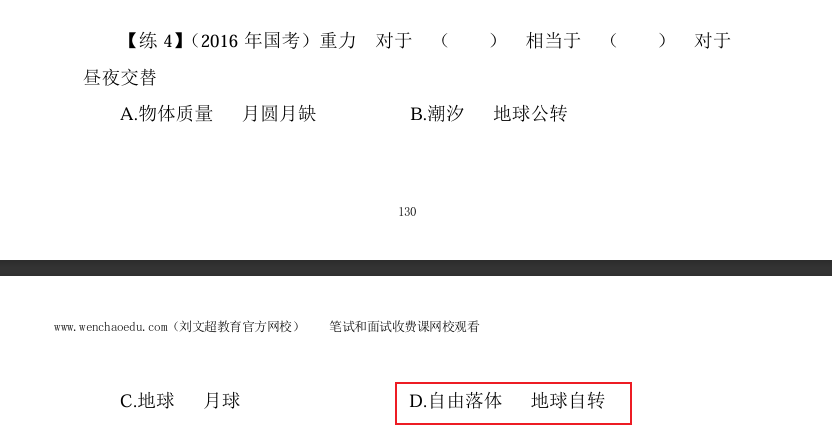 【练 4】（2016 年国考）重力　对于　（　　）　相当于　（　　）　对于
昼夜交替
A.物体质量　月圆月缺　　B.潮汐　地球公转
130
www.wenchaoedu.com（刘文超教育官方网校）　笔试和面试收费课网校观看
C.地球　月球　　D.自由落体　地球自转